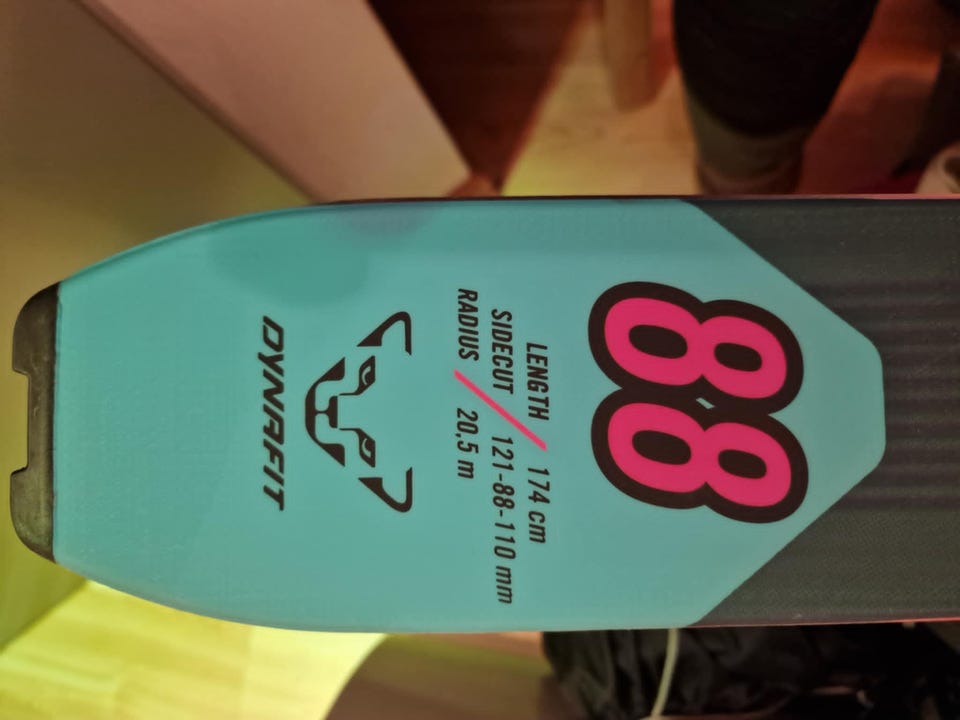 88
LENGTH / 174 cm
SIDECUT / 121-88-110 mm
RADIUS / 20,5 m
DYNAFIT